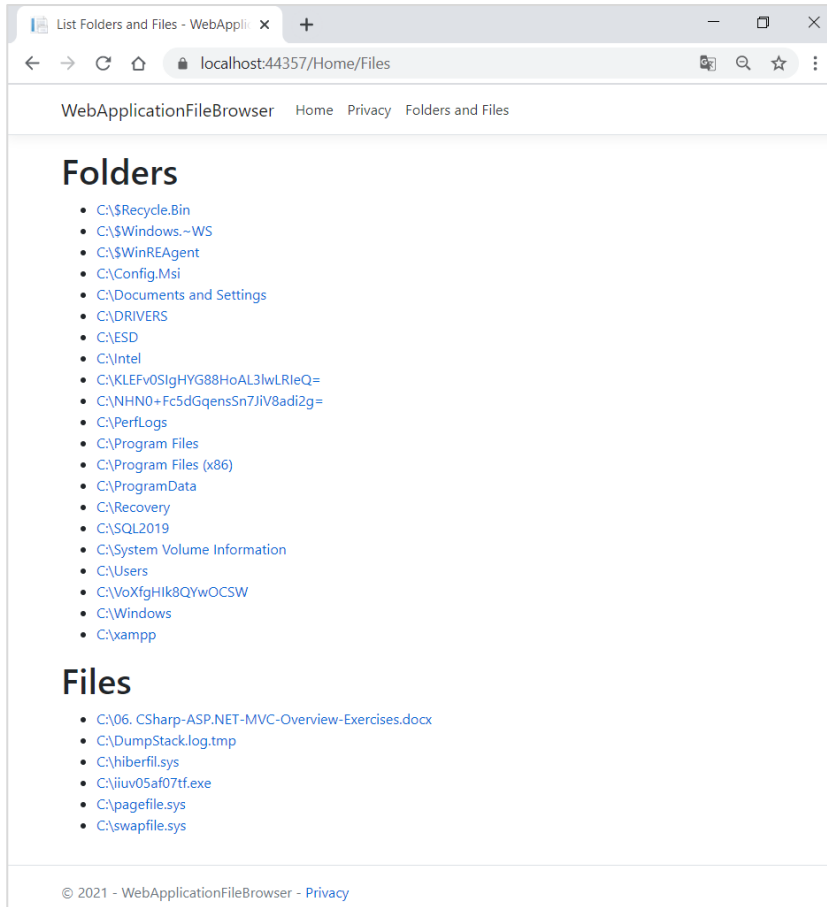 List Folders and Files - WebApplic
localhost:44357/Home/Files
WebApplicationFileBrowser Home Privacy Folders and Files
Folders
C:\$Recycle.Bin
C:\$Windows.~WS
C:\$WinREAgent
C:\Config.Msi
C:\Documents and Settings
C:\DRIVERS
C:\ESD
C:\Intel
C:\KLEFv0SIgHYG88HoAL3lwLRIeQ=
C:\NHN0+Fc5dGqensSn7JiV8adi2g=
C:\PerfLogs
C:\Program Files
C:\Program Files (x86)
C:\ProgramData
C:\Recovery
C:\SQL2019
C:\System Volume Information
C:\Users
C:\VoXfgHIk8QYwOCSW
C:\Windows
C:\xampp
Files
C:\06. CSharp-ASP.NET-MVC-Overview-Exercises.docx
C:\DumpStack.log.tmp
C:\hiberfil.sys
C:\iiuv05af07tf.exe
C:\pagefile.sys
C:\swapfile.sys
© 2021 - WebApplicationFileBrowser - Privacy